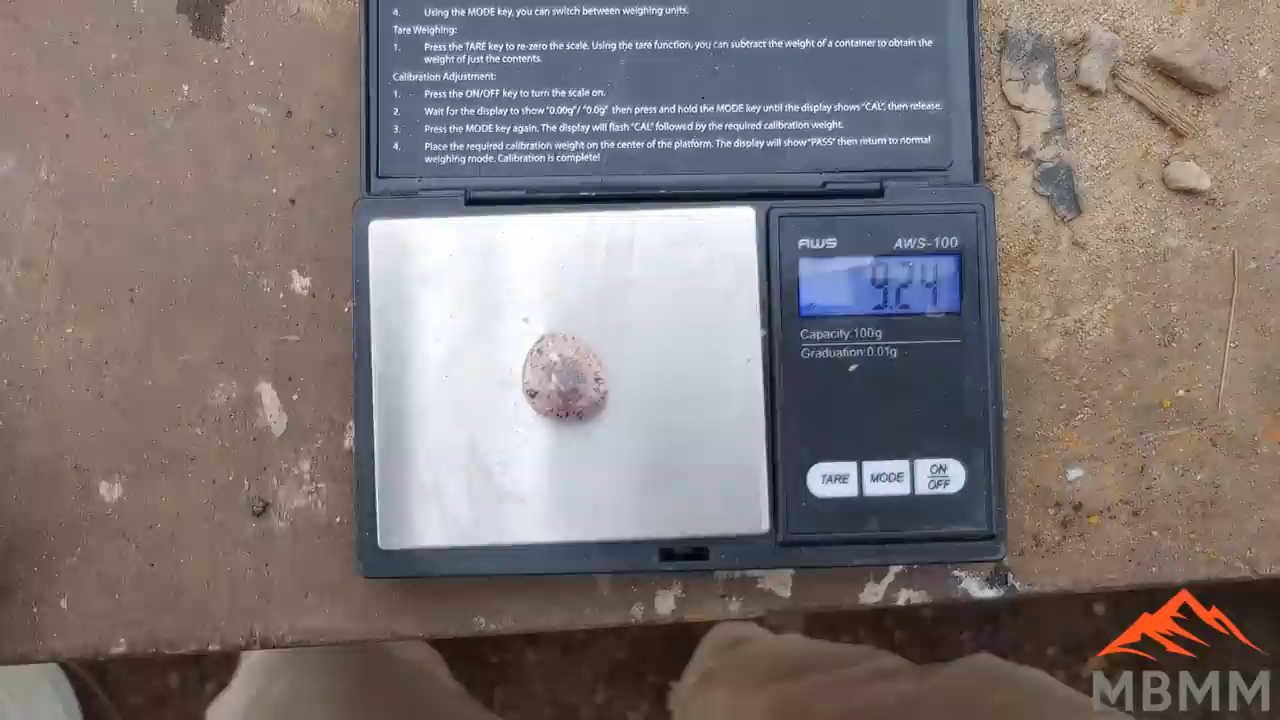 4. Using the MODE key, you can switch between weighing units.
Tare Weighing:
1. Press the TARE key to re-zero the scale. Using the tare function, you can subtract the weight of a container to obtain the
weight of just the contents.
Calibration Adjustment:
1. Press the ON/OFF key to turn the scale on.
2. Wait for the display to show "0.00g"/ "0.0g" then press and hold the MODE key until the display shows "CAL", then release.
3. Press the MODE key again. The display will flash "CAL" followed by the required calibration weight.
4. Place the required calibration weight on the center of the platform. The display will show "PASS" then return to normal
weighing mode. Calibration is complete!
AWS AWS-100
9.24
Capacity:100g
Graduation:0.01g
TARE MODE ON/OFF
MBMM